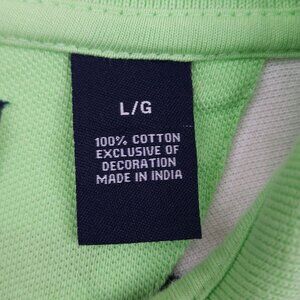 L/G
100% COTTON
EXCLUSIVE OF
DECORATION
MADE IN INDIA